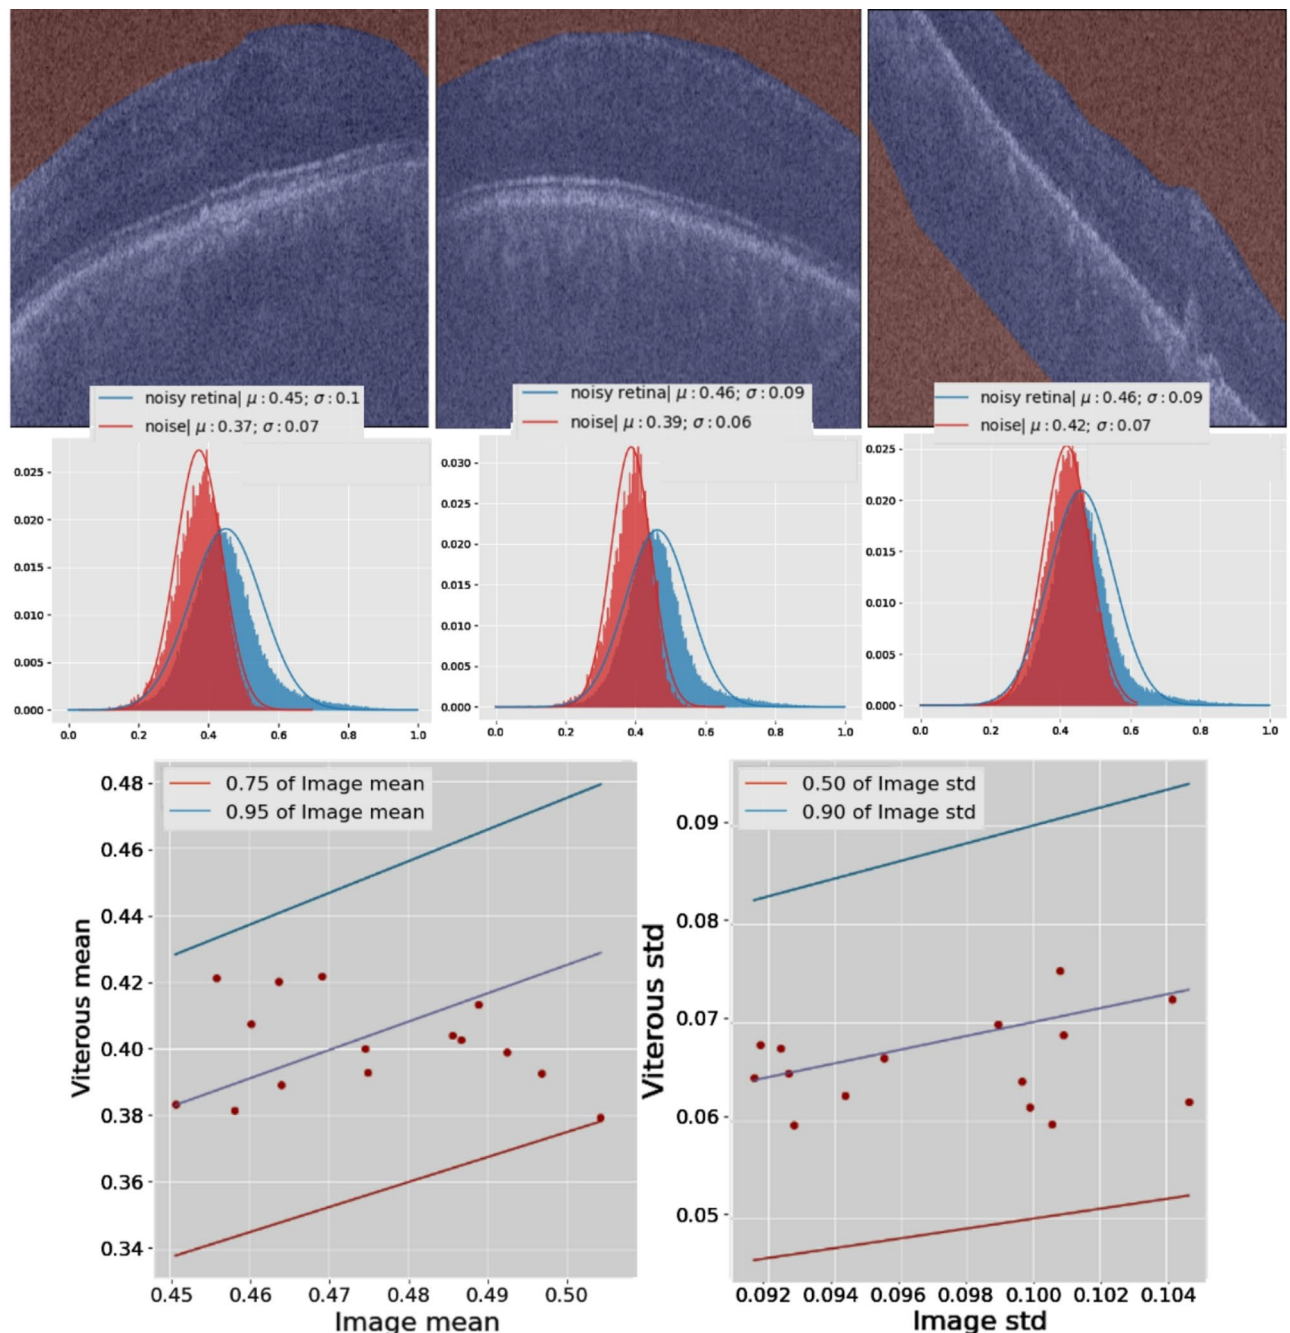 noisy retina| μ : 0.45; σ : 0.1
noise| μ : 0.37; σ : 0.07
noisy retina| μ : 0.46; σ : 0.09
noise| μ : 0.39; σ : 0.06
noisy retina| μ : 0.46; σ : 0.09
noise| μ : 0.42; σ : 0.07
0.025
0.020
0.015
0.010
0.005
0.000
0.0 0.2 0.4 0.6 0.8 1.0
0.030
0.025
0.020
0.015
0.010
0.005
0.000
0.0 0.2 0.4 0.6 0.8 1.0
0.025
0.020
0.015
0.010
0.005
0.000
0.0 0.2 0.4 0.6 0.8 1.0
0.75 of Image mean
0.95 of Image mean
Viterous mean
0.48
0.46
0.44
0.42
0.40
0.38
0.36
0.34
0.45 0.46 0.47 0.48 0.49 0.50
Image mean
0.50 of Image std
0.90 of Image std
Viterous std
0.09
0.08
0.07
0.06
0.05
0.092 0.094 0.096 0.098 0.100 0.102 0.104
Image std